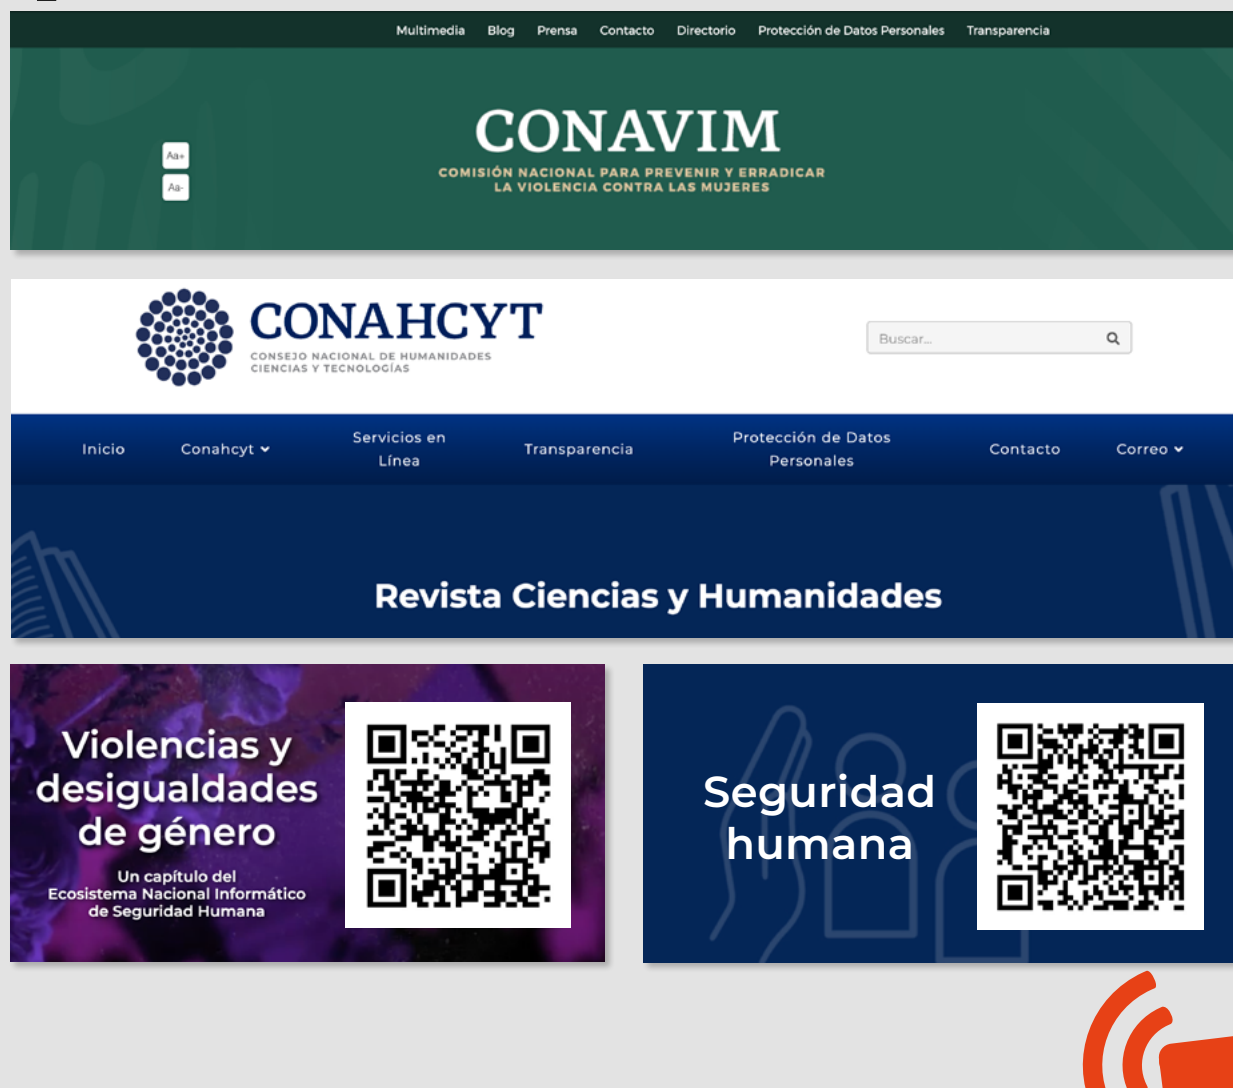 Multimedia Blog Prensa Contacto Directorio Protección de Datos Personales Transparencia
Aa+
Aa-
CONAVIM
COMISIÓN NACIONAL PARA PREVENIR Y ERRADICAR
LA VIOLENCIA CONTRA LAS MUJERES
CONAHCYT
CONSEJO NACIONAL DE HUMANIDADES
CIENCIAS Y TECNOLOGÍAS
Buscar...
Inicio
Conahcyt
Servicios en
Línea
Transparencia
Protección de Datos
Personales
Contacto
Correo
Revista Ciencias y Humanidades
Violencias y
desigualdades
de género
Un
capítulo del
Ecosistema Nacional Informático
de Seguridad Humana
Seguridad
humana